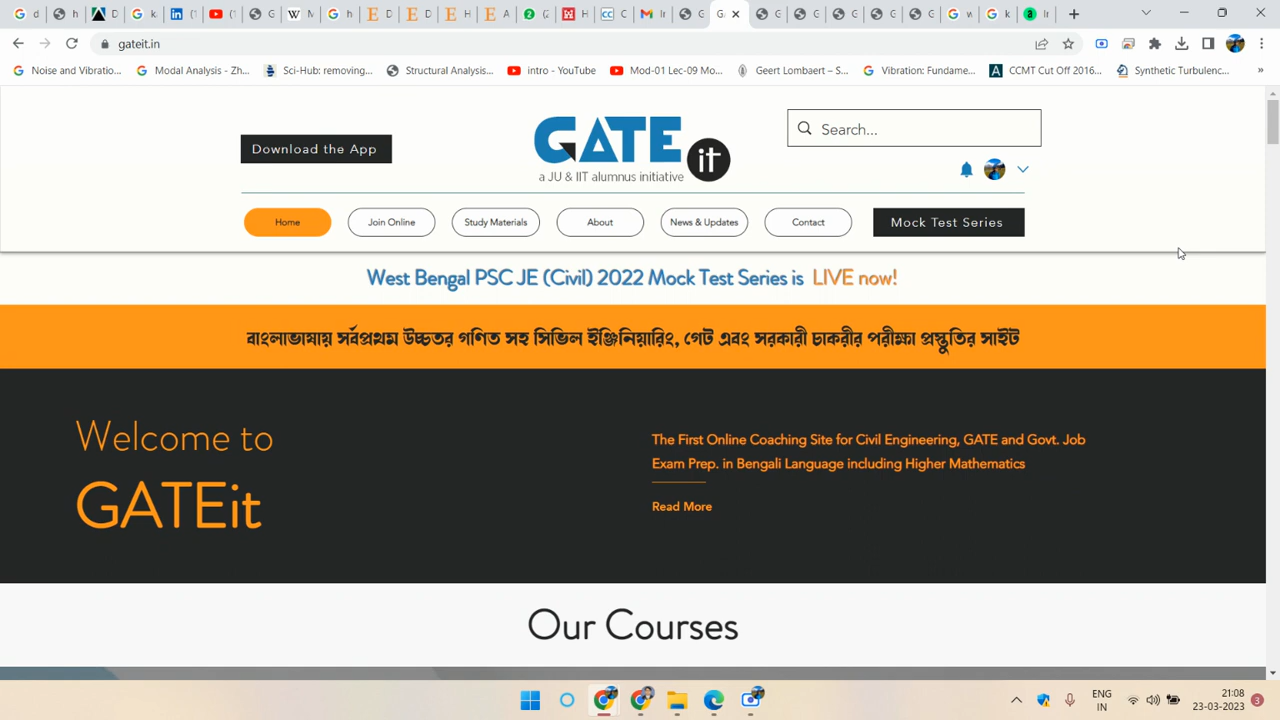 gateit.in
Noise and Vibratio...
Modal Analysis - Zh...
Sci-Hub: removing...
Structural Analysis...
intro - YouTube
Mod-01 Lec-09 Mo...
Geert Lombaert – S...
Vibration: Fundame...
CCMT Cut Off 2016...
Synthetic Turbulenc...
Download the App
GATE it
a JU & IIT alumnus initiative
Search...
Home
Join Online
Study Materials
About
News & Updates
Contact
Mock Test Series
West Bengal PSC JE (Civil) 2022 Mock Test Series is LIVE now!
বাংলাভাষায় সর্বপ্রথম উচ্চতর গণিত সহ সিভিল ইঞ্জিনিয়ারিং, গেট এবং সরকারী চাকরীর পরীক্ষা প্রস্তুতির সাইট
Welcome to
GATEit
The First Online Coaching Site for Civil Engineering, GATE and Govt. Job
Exam Prep. in Bengali Language including Higher Mathematics
Read More
Our Courses
ENG
IN
21:08
23-03-2023
3